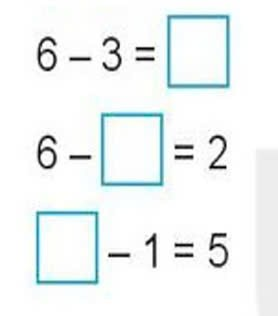 6 – 3 = □
6 – □ = 2
□ – 1 = 5